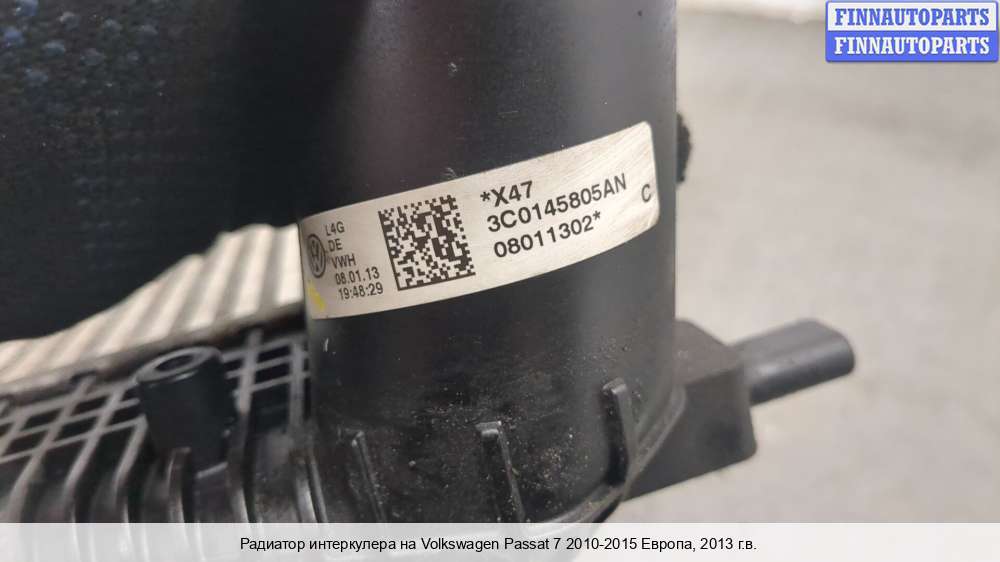 FINNAUTOPARTS
FINNAUTOPARTS
*X47
3C0145805AN
08011302*
C
L4G
DE
VWH
08.01.13
19:48:29
Радиатор интеркулера на Volkswagen Passat 7 2010-2015 Европа, 2013 г.в.